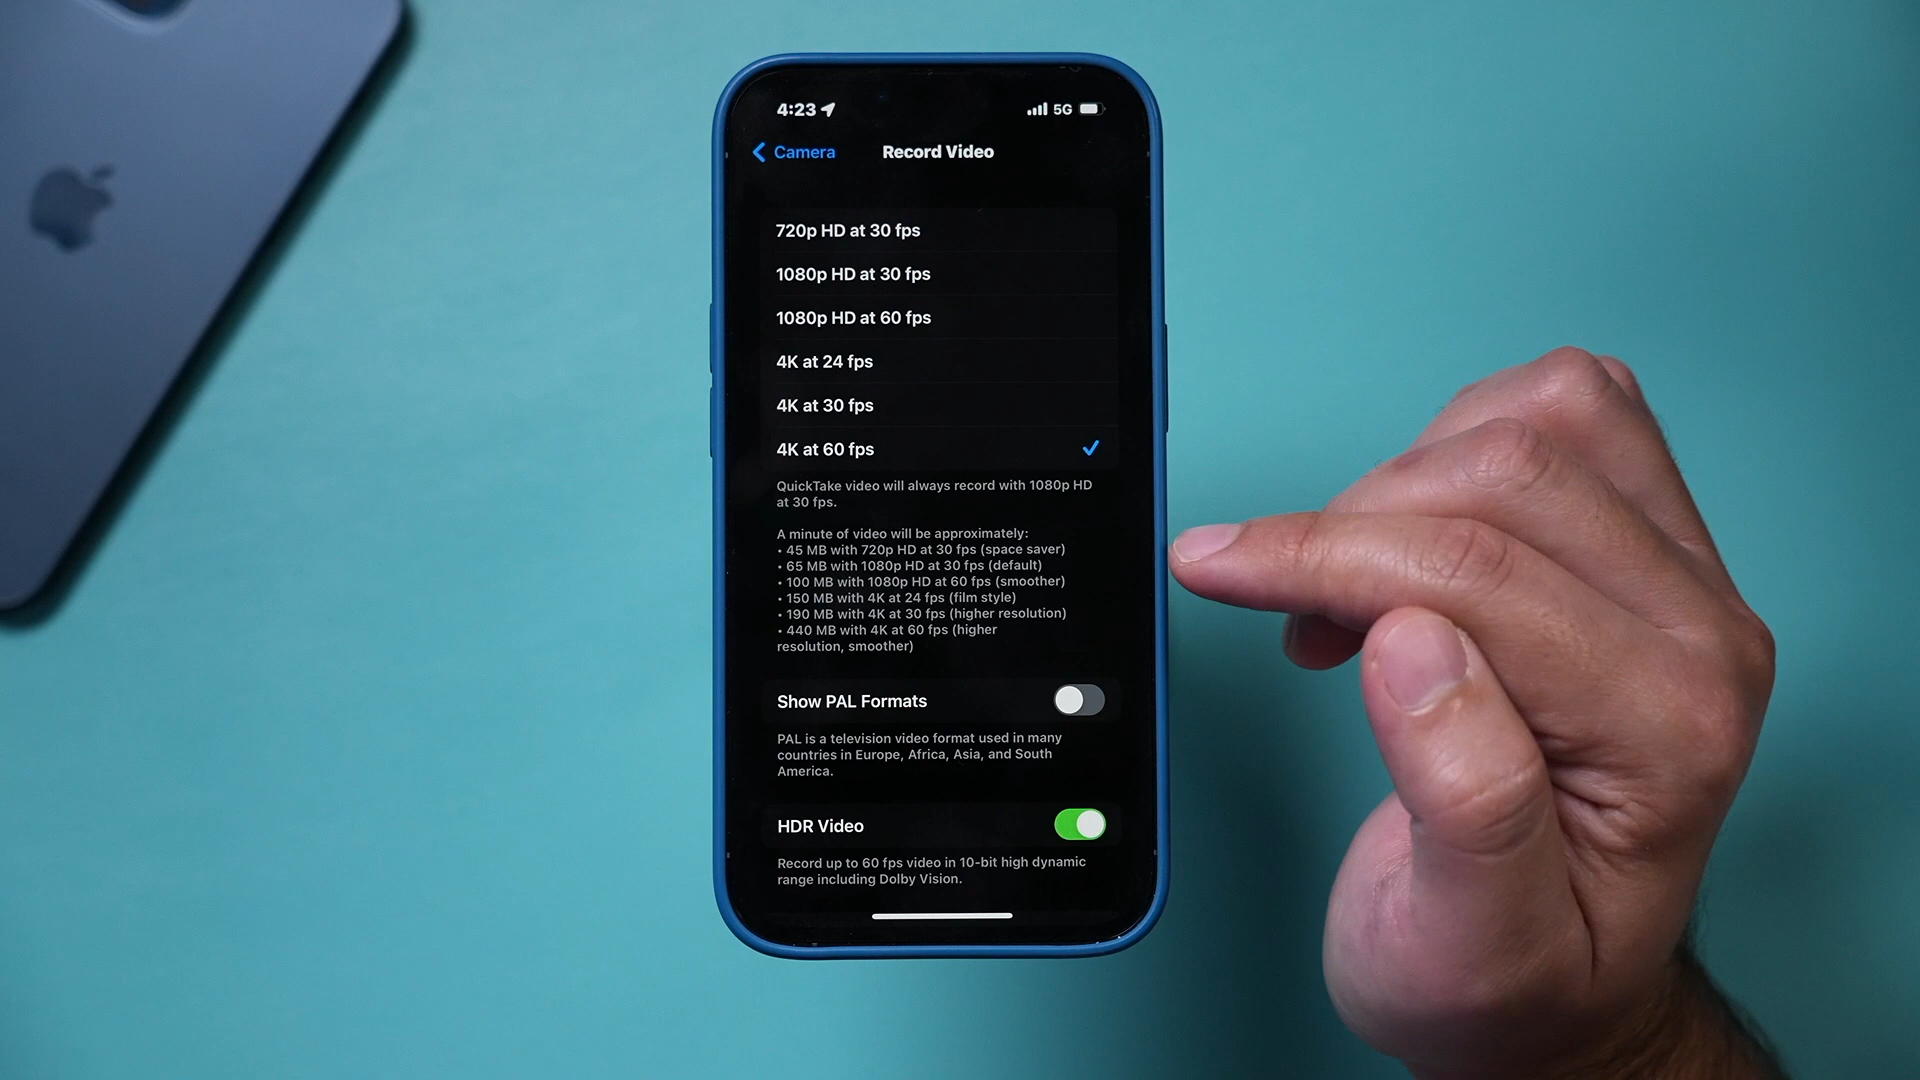 4:23
5G
Camera
Record Video
720p HD at 30 fps
1080p HD at 30 fps
1080p HD at 60 fps
4K at 24 fps
4K at 30 fps
4K at 60 fps
QuickTake video will always record with 1080p HD
at 30 fps.
A minute of video will be approximately:
• 45 MB with 720p HD at 30 fps (space saver)
• 65 MB with 1080p HD at 30 fps (default)
• 100 MB with 1080p HD at 60 fps (smoother)
• 150 MB with 4K at 24 fps (film style)
• 190 MB with 4K at 30 fps (higher resolution)
• 440 MB with 4K at 60 fps (higher
resolution, smoother)
Show PAL Formats
PAL is a television video format used in many
countries in Europe, Africa, Asia, and South
America.
HDR Video
Record up to 60 fps video in 10-bit high dynamic
range including Dolby Vision.